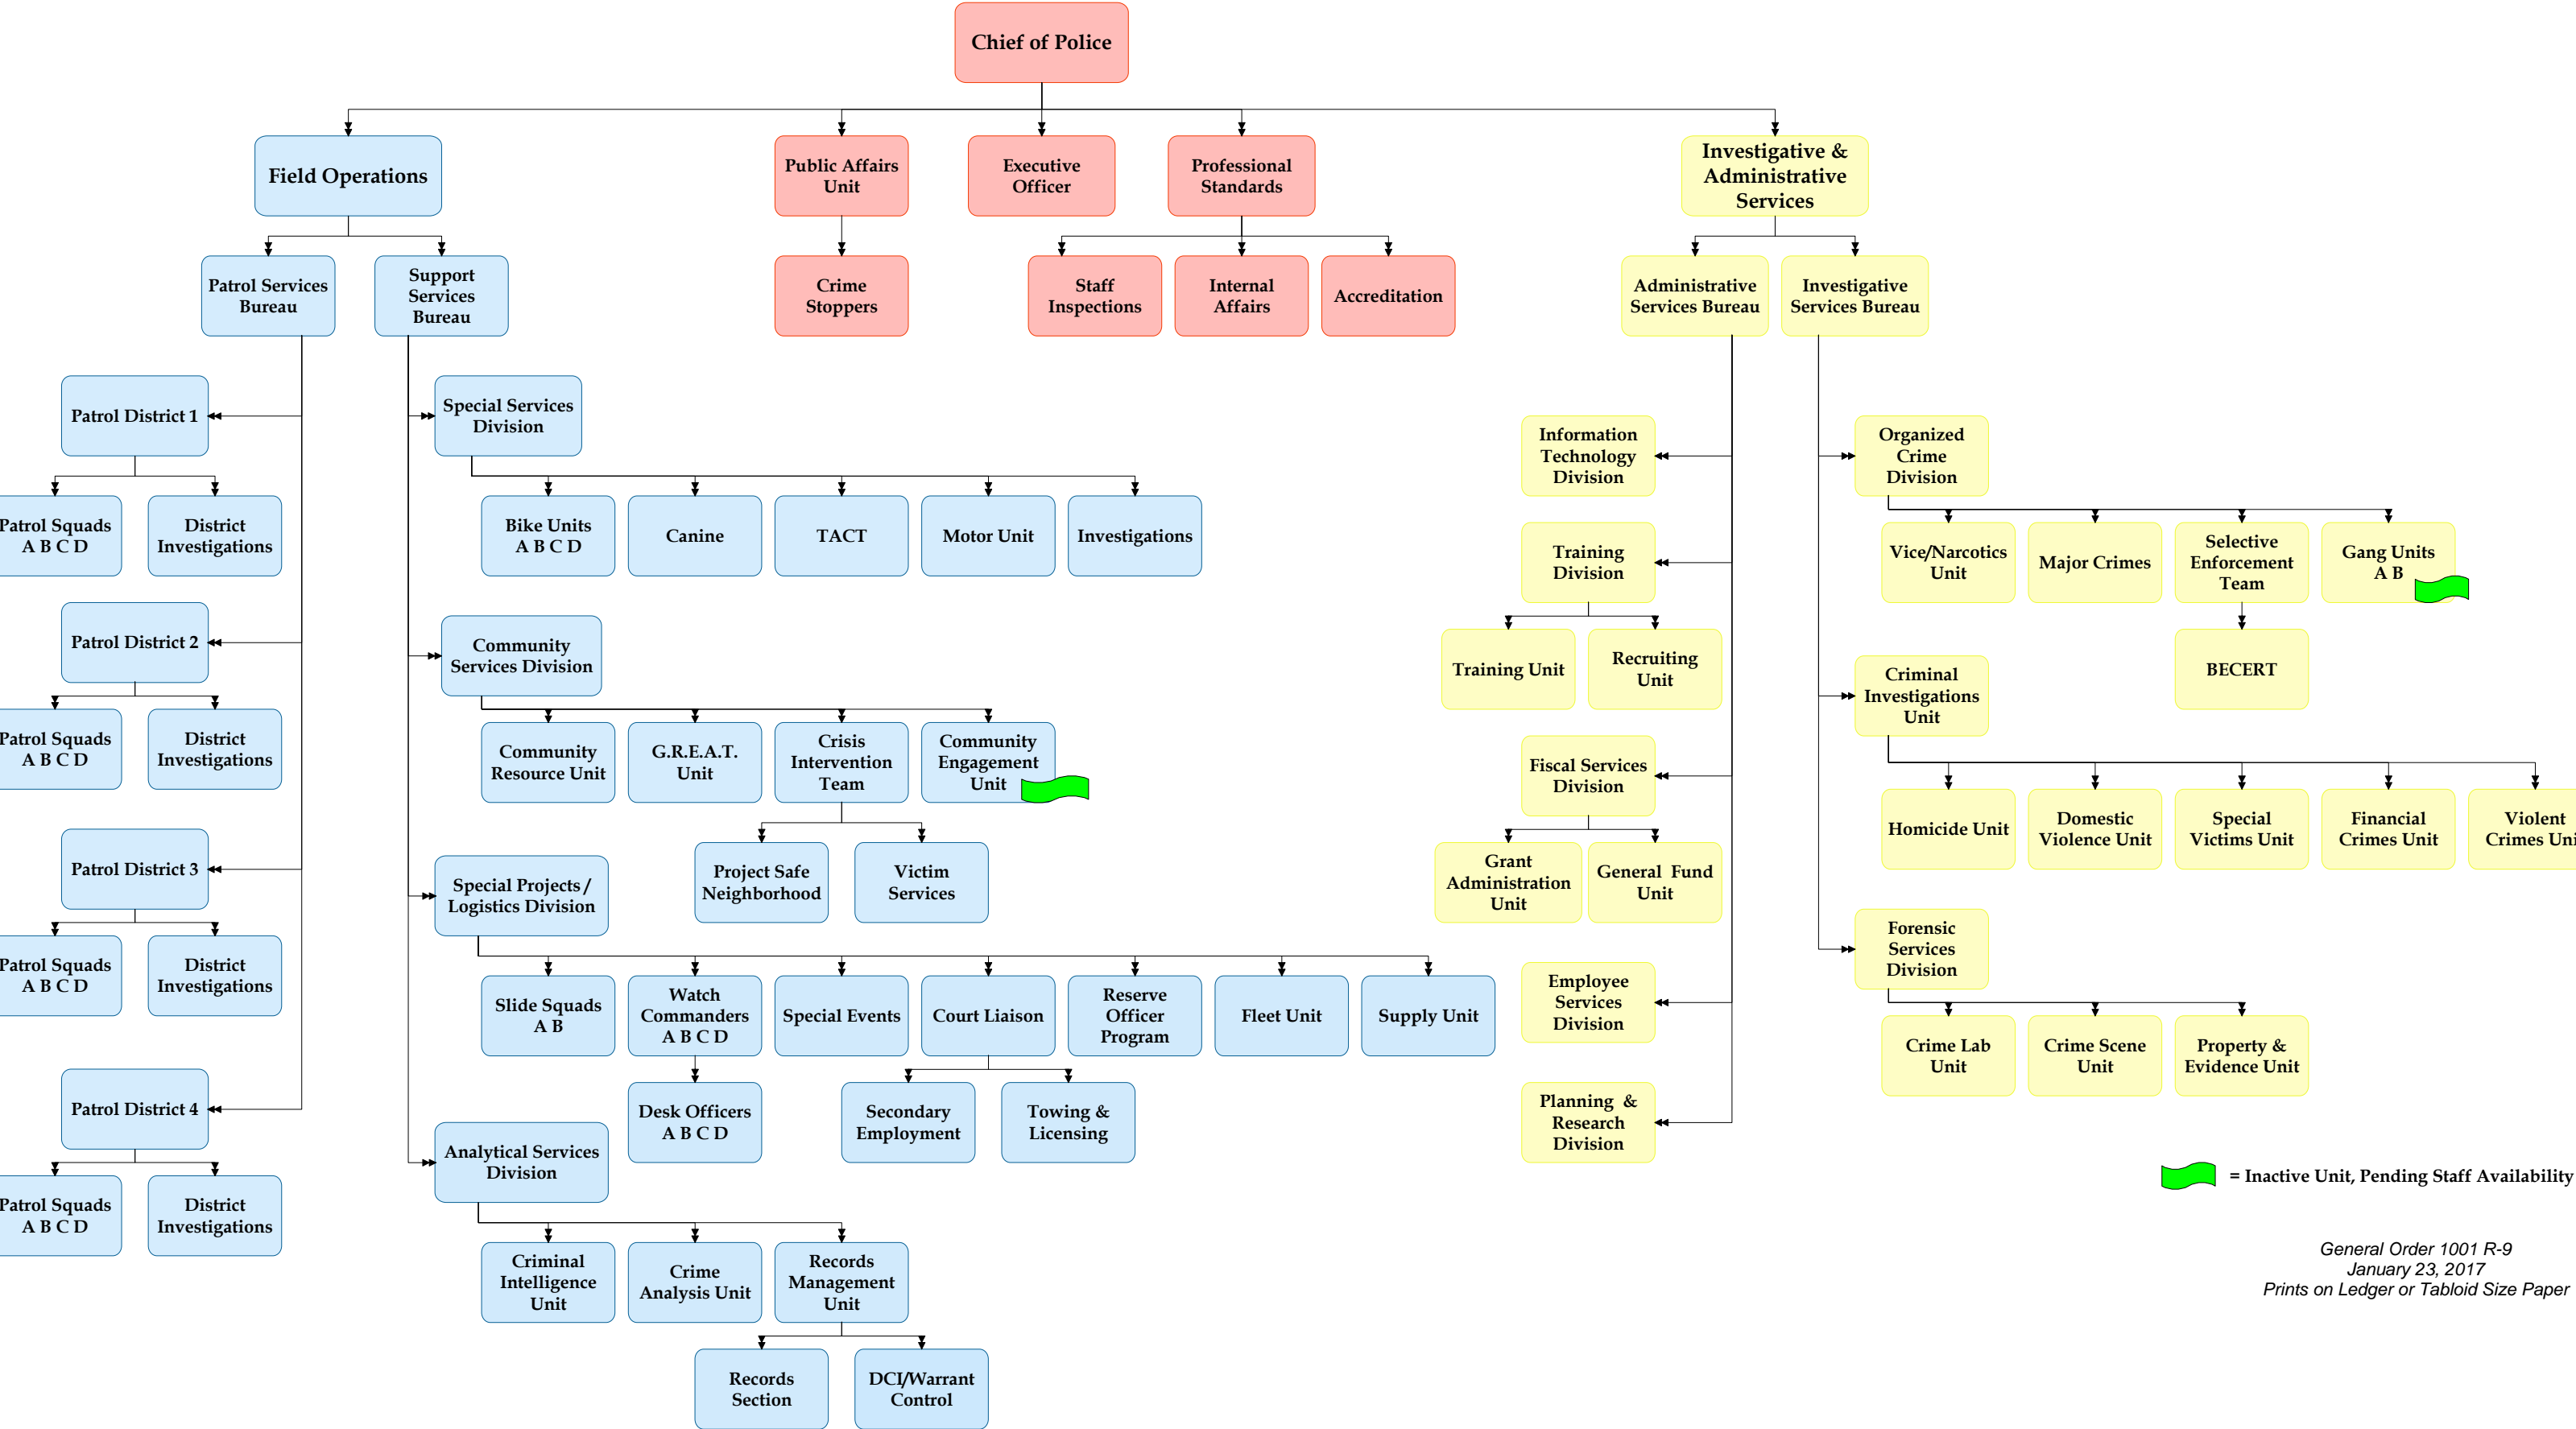 Chief of Police
Field Operations
Public Affairs
Unit
Executive
Officer
Professional
Standards
Investigative &
Administrative
Services
Patrol Services
Bureau
Support
Services
Bureau
Crime
Stoppers
Staff
Inspections
Internal
Affairs
Accreditation
Administrative
Services Bureau
Investigative
Services Bureau
Patrol District 1
Special Services
Division
Information
Technology
Division
Organized
Crime
Division
Patrol Squads
A B C D
District
Investigations
Bike Units
A B C D
Canine
TACT
Motor Unit
Investigations
Training
Division
Vice/Narcotics
Unit
Major Crimes
Selective
Enforcement
Team
Gang Units
A B
Patrol District 2
Community
Services Division
Training Unit
Recruiting
Unit
Criminal
Investigations
Unit
BECERT
Patrol Squads
A B C D
District
Investigations
Community
Resource Unit
G.R.E.A.T.
Unit
Crisis
Intervention
Team
Community
Engagement
Unit
Fiscal Services
Division
Homicide Unit
Domestic
Violence Unit
Special
Victims Unit
Financial
Crimes Unit
Violent
Crimes Uni
Patrol District 3
Special Projects /
Logistics Division
Project Safe
Neighborhood
Victim
Services
Grant
Administration
Unit
General Fund
Unit
Forensic
Services
Division
Patrol Squads
A B C D
District
Investigations
Slide Squads
A B
Watch
Commanders
A B C D
Special Events
Court Liaison
Reserve
Officer
Program
Fleet Unit
Supply Unit
Employee
Services
Division
Crime Lab
Unit
Crime Scene
Unit
Property &
Evidence Unit
Patrol District 4
Analytical Services
Division
Desk Officers
A B C D
Secondary
Employment
Towing &
Licensing
Planning &
Research
Division
Patrol Squads
A B C D
District
Investigations
= Inactive Unit, Pending Staff Availability
Criminal
Intelligence
Unit
Crime
Analysis Unit
Records
Management
Unit
General Order 1001 R-9
January 23, 2017
Prints on Ledger or Tabloid Size Paper
Records
Section
DCI/Warrant
Control